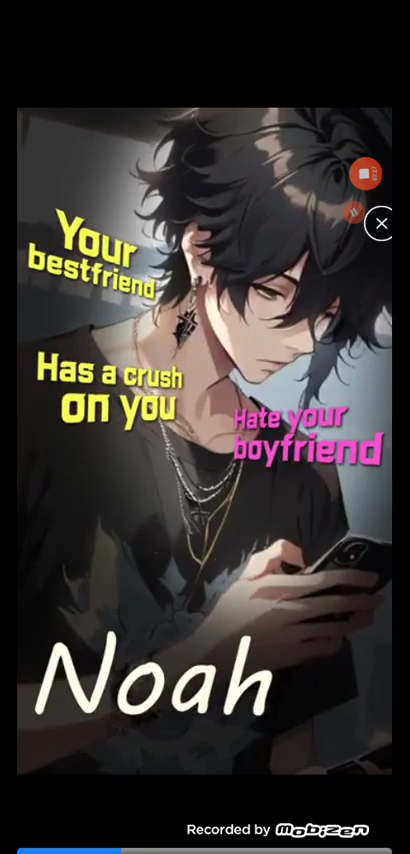 Your
bestfriend
Has a crush
on you
Hate your
boyfriend
Noah
Recorded by mobizen